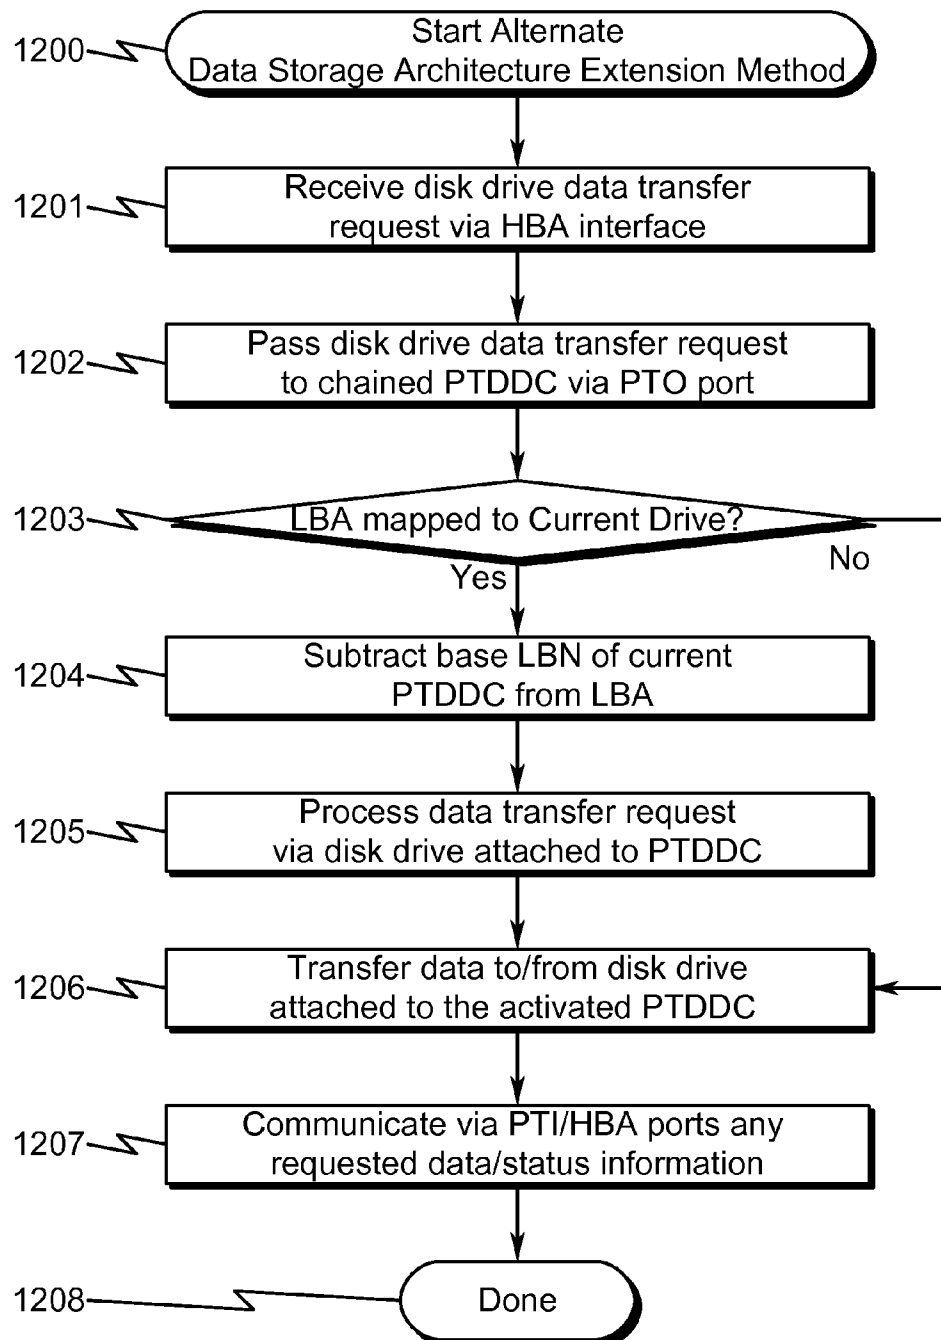 1200
Start Alternate
Data Storage Architecture Extension Method
1201
Receive disk drive data transfer
request via HBA interface
1202
Pass disk drive data transfer request
to chained PTDDC via PTO port
1203
LBA mapped to Current Drive?
No
Yes
1204
Subtract base LBN of current
PTDDC from LBA
1205
Process data transfer request
via disk drive attached to PTDDC
1206
Transfer data to/from disk drive
attached to the activated PTDDC
1207
Communicate via PTI/HBA ports any
requested data/status information
1208
Done